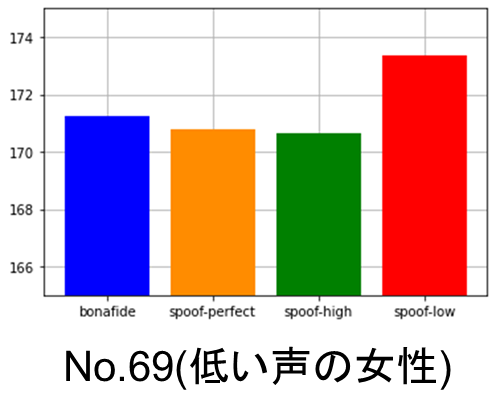 174
172
170
168
166
bonafide spoof-perfect spoof-high spoof-low
No.69(低い声の女性)